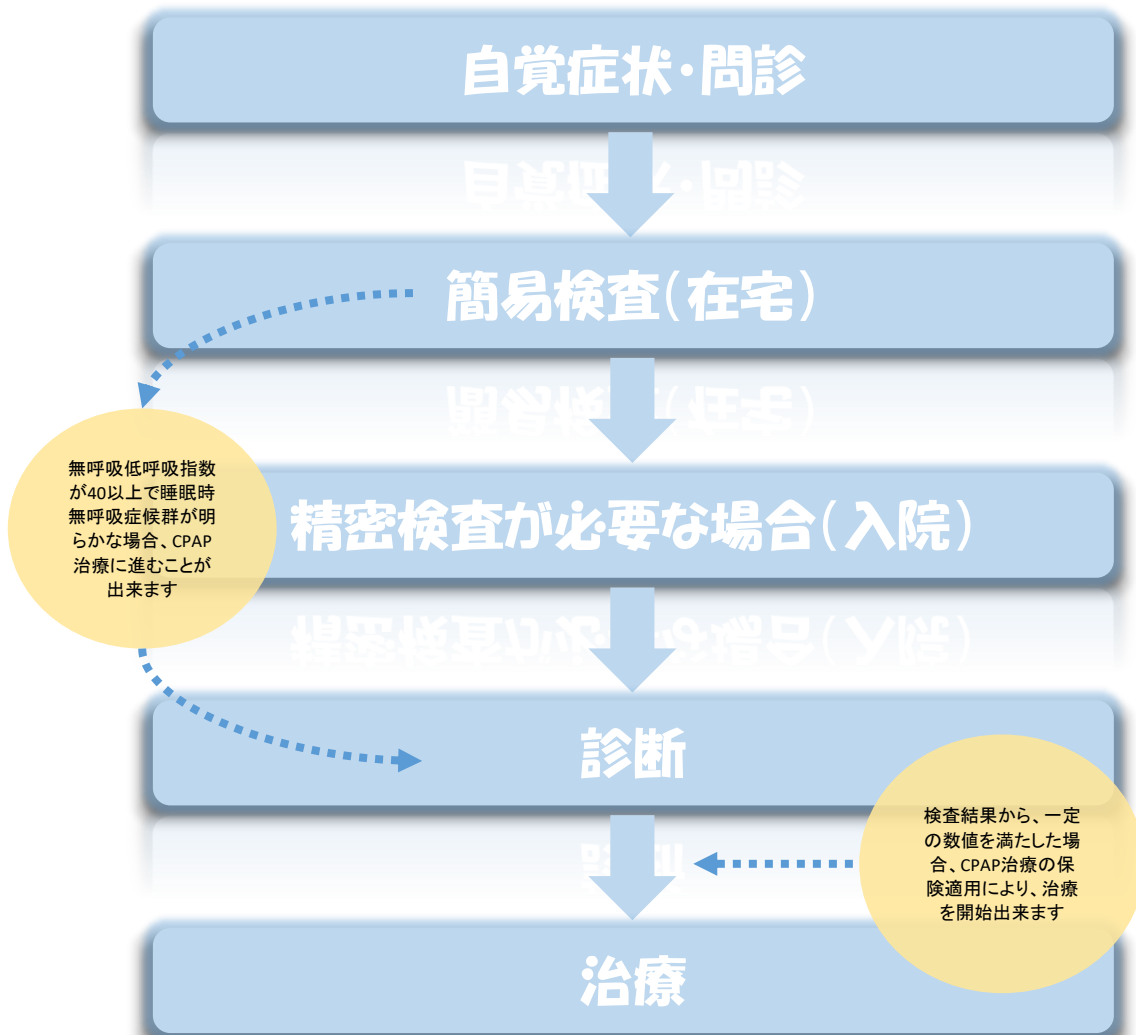 自覚症状・問診
簡易検査(在宅)
無呼吸低呼吸指数
が40以上で睡眠時
無呼吸症候群が明
らかな場合、CPAP
治療に進むことが
出来ます
精密検査が必要な場合(入院)
診断
検査結果から、一定
の数値を満たした場
合、CPAP治療の保
険適用により、治療
を開始出来ます
治療